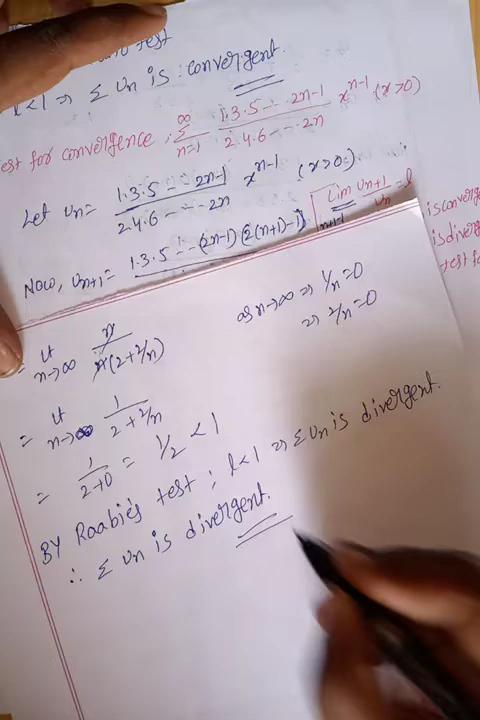 test
l<1 ⇒ Σ Un is convergent.
Test for convergence : Σ_{n=1}^{∞} (1.3.5 --- 2n-1)/(2.4.6 --- 2n) x^{n-1} (x>0)
Let Un = (1.3.5 --- 2n-1)/(2.4.6 --- 2n) x^{n-1} (x>0)
Lim U_{n+1}/Un = l
Now, U_{n+1} = 1.3.5 --- (2n-1)(2(n+1)-1)
is converg
is diverg
test f
= Lt n→∞ n/(n(2+2/n))
as n→∞ ⇒ 1/n=0
⇒ 2/n=0
= Lt n→∞ 1/(2+2/n)
= 1/(2+0) = 1/2 < 1
BY Raabie's test : l<1 ⇒ Σ Un is divergent.
∴ Σ Un is divergent.